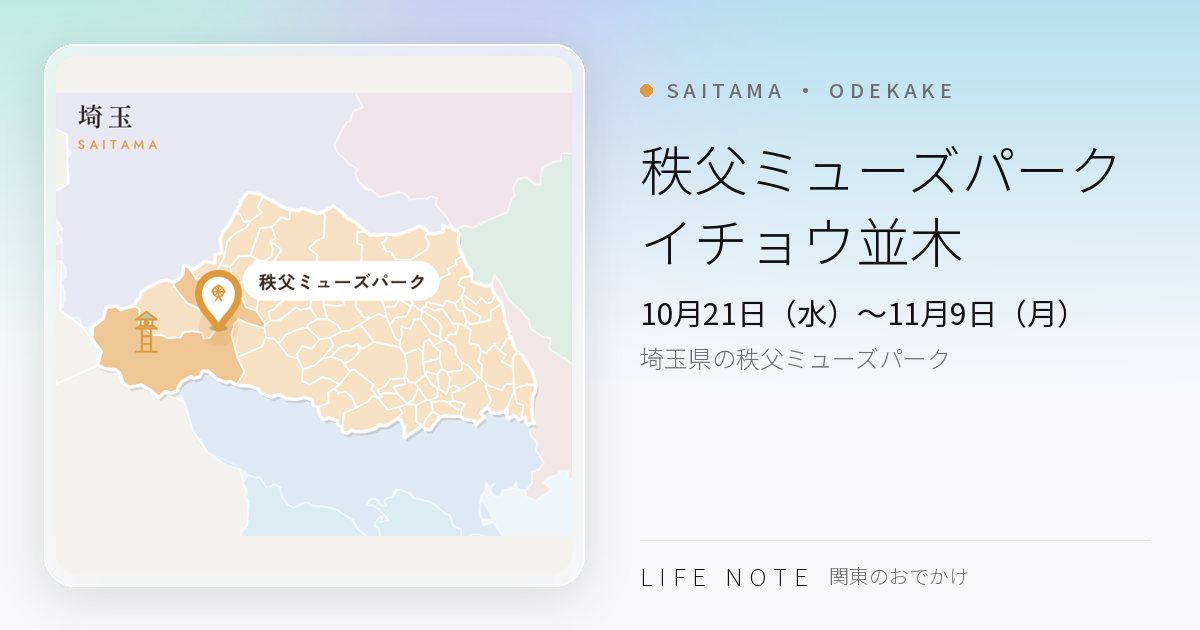 埼玉
SAITAMA
秩父ミューズパーク
SAITAMA • ODEKAKE
秩父ミューズパーク
イチョウ並木
10月21日（水）〜11月9日（月）
埼玉県の秩父ミューズパーク
LIFE NOTE 関東のおでかけ